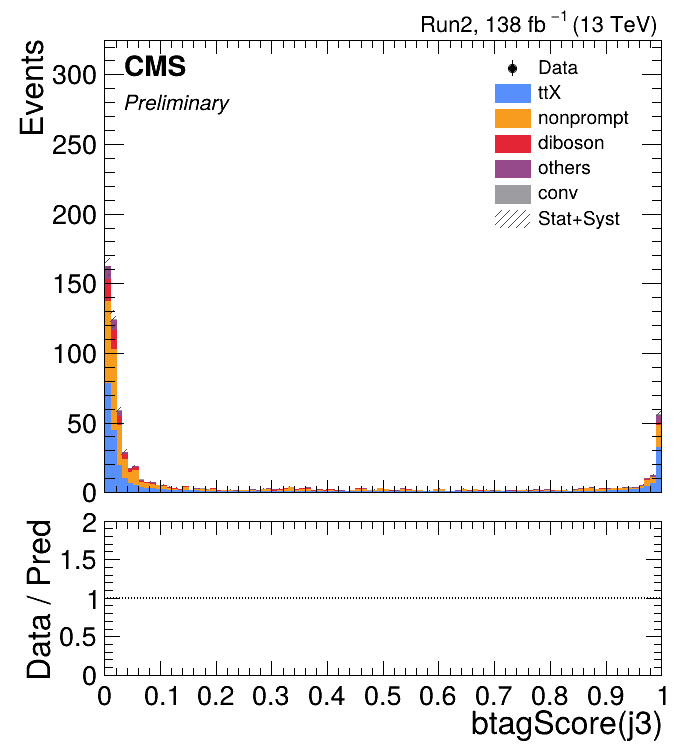 Run2, 138 fb⁻¹ (13 TeV)
CMS
Preliminary
Events
300
250
200
150
100
50
0
Data
ttX
nonprompt
diboson
others
conv
Stat+Syst
Data / Pred
2
1.5
1
0.5
0
0 0.1 0.2 0.3 0.4 0.5 0.6 0.7 0.8 0.9 1
btagScore(j3)